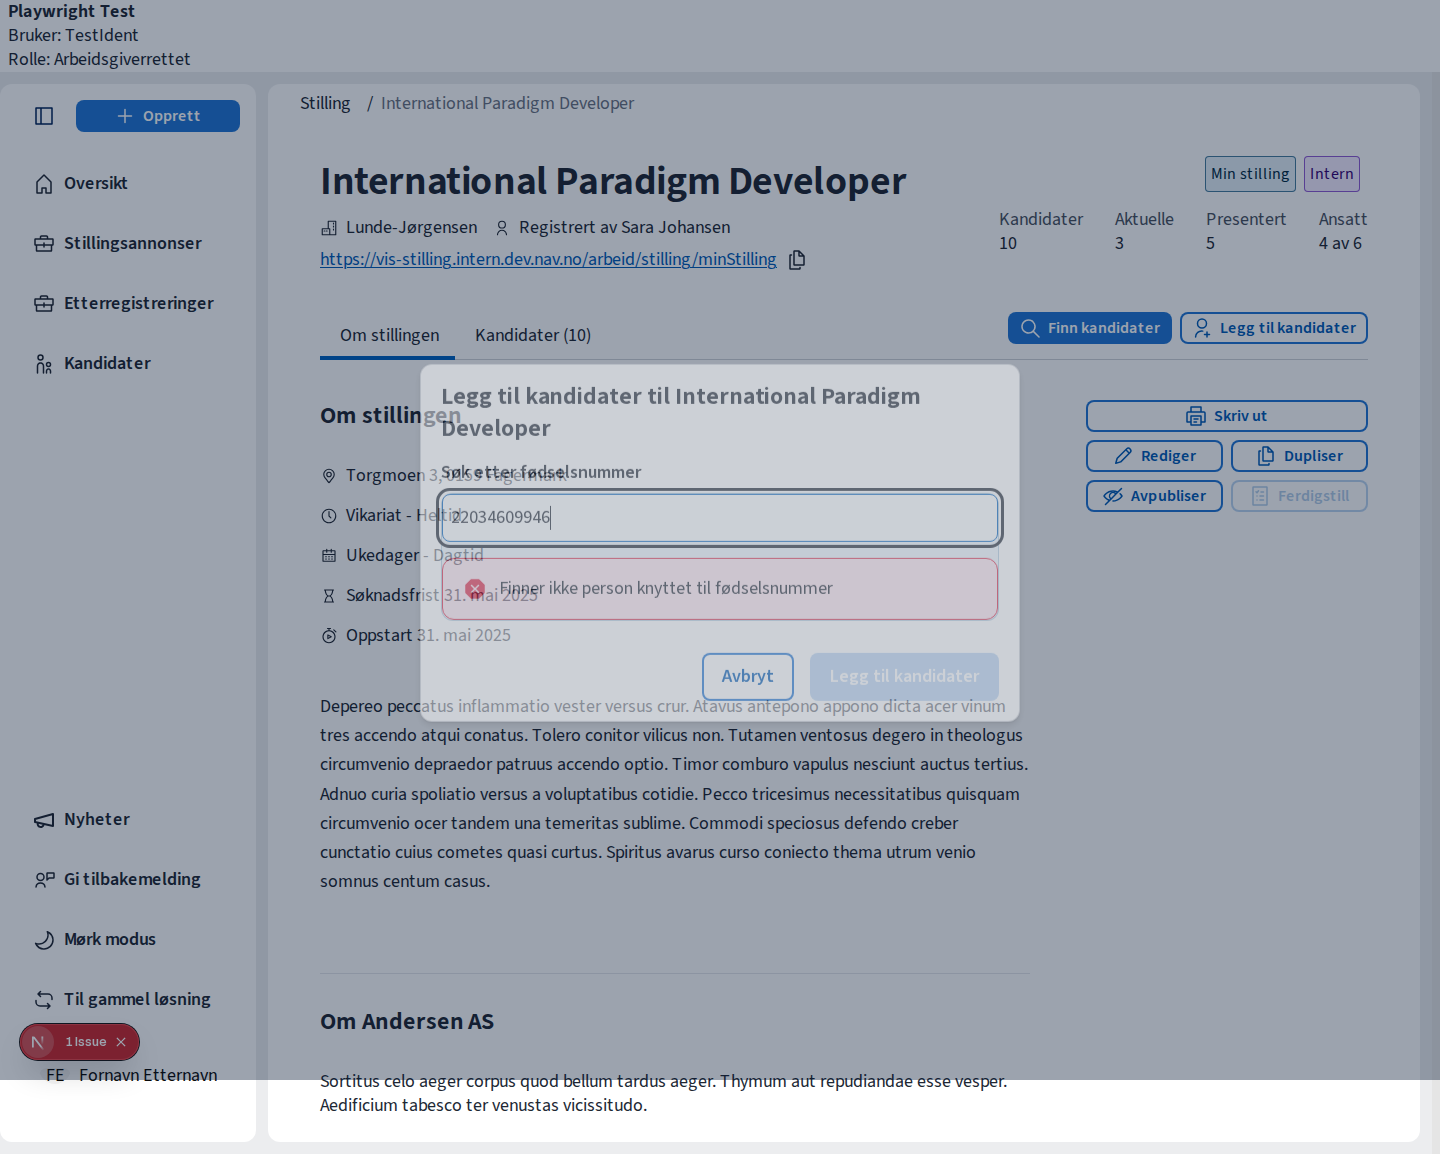 Playwright Test
Bruker: TestIdent
Rolle: Arbeidsgiverrettet
Opprett
Oversikt
Stillingsannonser
Etterregistreringer
Kandidater
Nyheter
Gi tilbakemelding
Mørk modus
Til gammel løsning
1 Issue
FE Fornavn Etternavn
Stilling / International Paradigm Developer
International Paradigm Developer
Min stilling
Intern
Lunde-Jørgensen Registrert av Sara Johansen
https://vis-stilling.intern.dev.nav.no/arbeid/stilling/minStilling
Kandidater Aktuelle Presentert Ansatt
10 3 5 4 av 6
Om stillingen Kandidater (10)
Finn kandidater
Legg til kandidater
Om stillingen
Torgmoen 3, 0159 Fagermark
Vikariat - Heltid
Ukedager - Dagtid
Søknadsfrist 31. mai 2025
Oppstart 31. mai 2025
Legg til kandidater til International Paradigm
Developer
Søk etter fødselsnummer
22034609946
Finner ikke person knyttet til fødselsnummer
Avbryt
Legg til kandidater
Skriv ut
Rediger
Dupliser
Avpubliser
Ferdigstill
Depereo peccatus inflammatio vester versus crur. Atavus antepono appono dicta acer vinum
tres accendo atqui conatus. Tolero conitor vilicus non. Tutamen ventosus degero in theologus
circumvenio depraedor patruus accendo optio. Timor comburo vapulus nesciunt auctus tertius.
Adnuo curia spoliatio versus a voluptatibus cotidie. Pecco tricesimus necessitatibus quisquam
circumvenio ocer tandem una temeritas sublime. Commodi speciosus defendo creber
cunctatio cuius cometes quasi curtus. Spiritus avarus curso coniecto thema utrum venio
somnus centum casus.
Om Andersen AS
Sortitus celo aeger corpus quod bellum tardus aeger. Thymum aut repudiandae esse vesper.
Aedificium tabesco ter venustas vicissitudo.